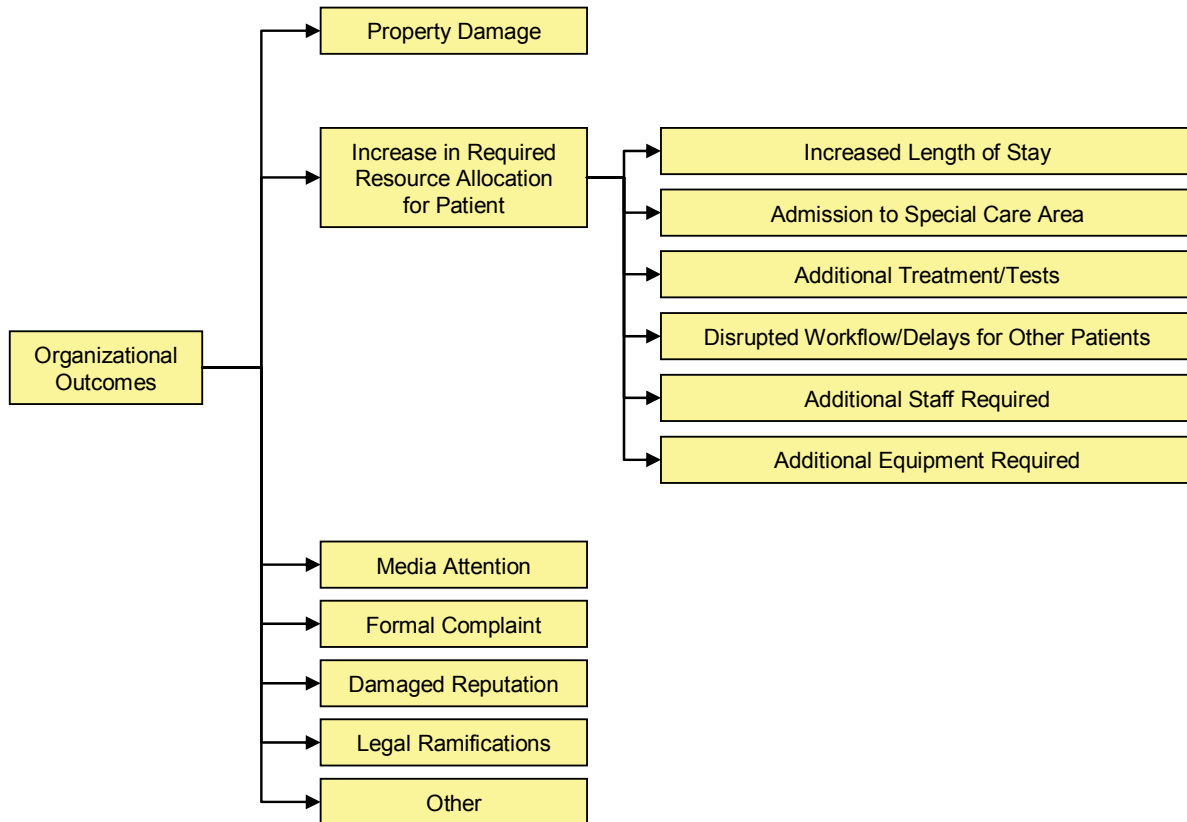 Property Damage
Increase in Required
Resource Allocation
for Patient
Increased Length of Stay
Admission to Special Care Area
Additional Treatment/Tests
Disrupted Workflow/Delays for Other Patients
Additional Staff Required
Additional Equipment Required
Organizational
Outcomes
Media Attention
Formal Complaint
Damaged Reputation
Legal Ramifications
Other